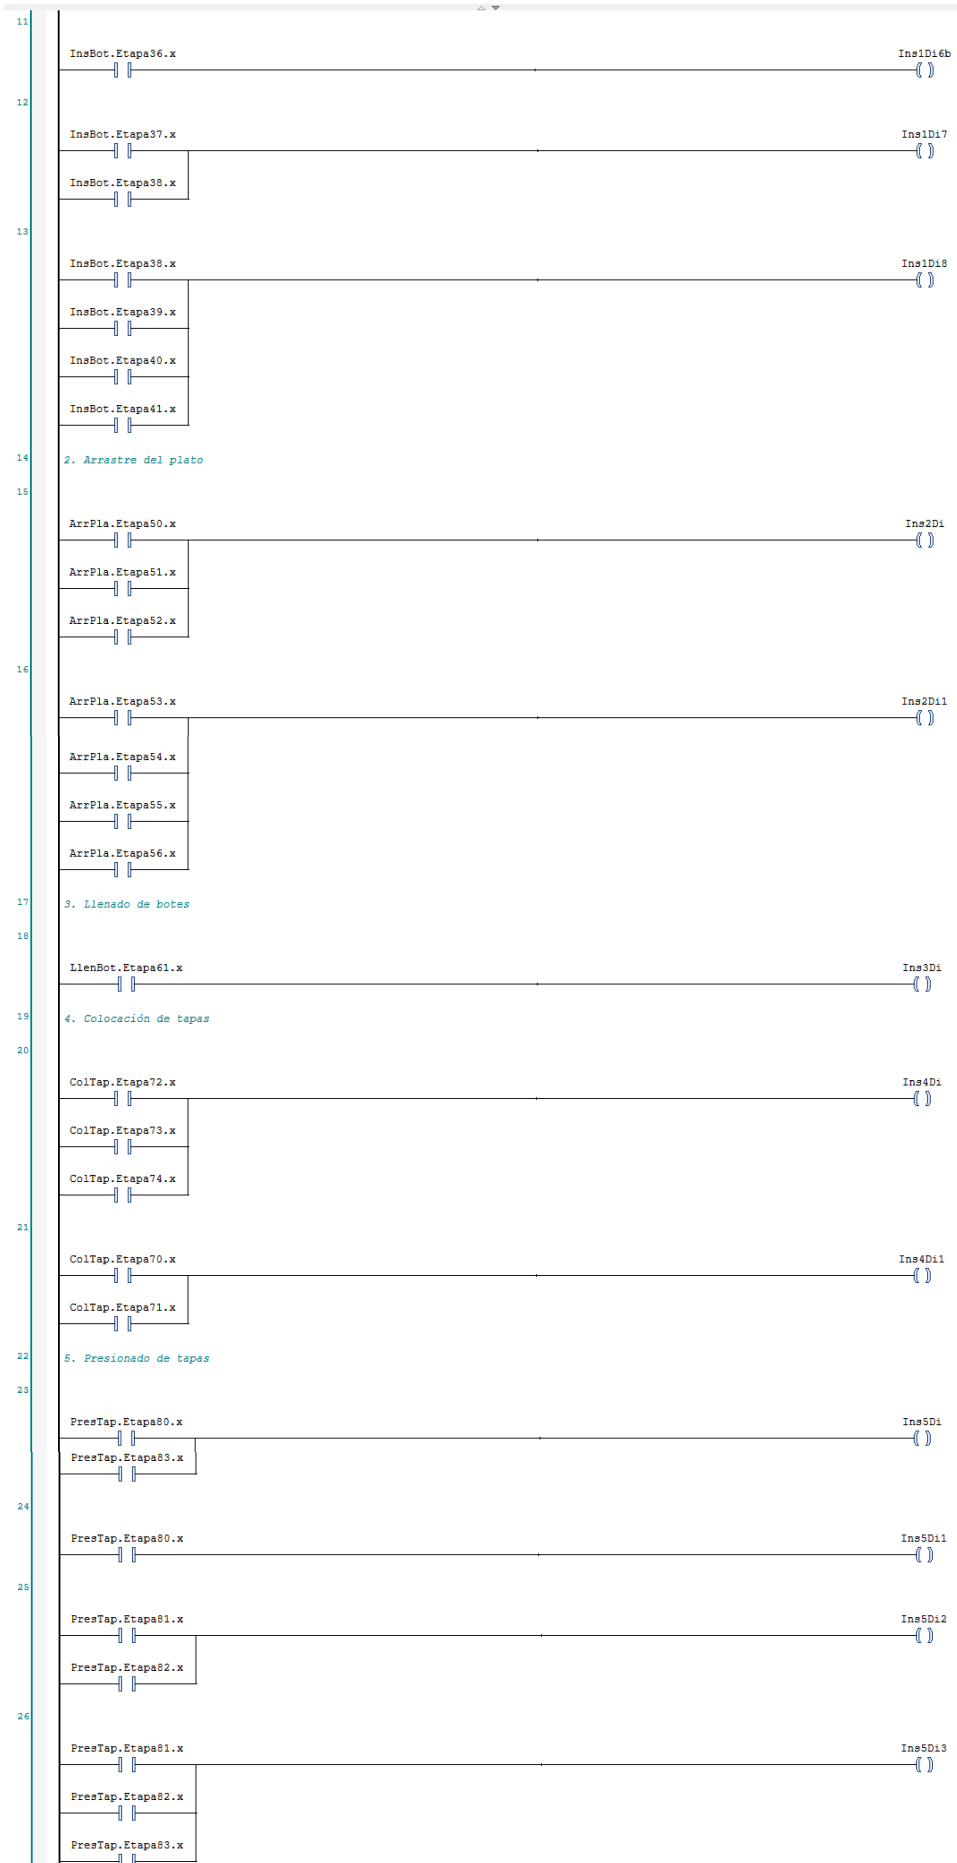 11
InsBot.Etapa36.x Ins1Di6b
12
InsBot.Etapa37.x Ins1Di7
InsBot.Etapa38.x
13
InsBot.Etapa38.x Ins1Di8
InsBot.Etapa39.x
InsBot.Etapa40.x
InsBot.Etapa41.x
14 2. Arrastre del plato
15
ArrPla.Etapa50.x Ins2Di
ArrPla.Etapa51.x
ArrPla.Etapa52.x
16
ArrPla.Etapa53.x Ins2Di1
ArrPla.Etapa54.x
ArrPla.Etapa55.x
ArrPla.Etapa56.x
17 3. Llenado de botes
18
LlenBot.Etapa61.x Ins3Di
19 4. Colocación de tapas
20
ColTap.Etapa72.x Ins4Di
ColTap.Etapa73.x
ColTap.Etapa74.x
21
ColTap.Etapa70.x Ins4Di1
ColTap.Etapa71.x
22 5. Presionado de tapas
23
PresTap.Etapa80.x Ins5Di
PresTap.Etapa83.x
24
PresTap.Etapa80.x Ins5Di1
25
PresTap.Etapa81.x Ins5Di2
PresTap.Etapa82.x
26
PresTap.Etapa81.x Ins5Di3
PresTap.Etapa82.x
PresTap.Etapa83.x